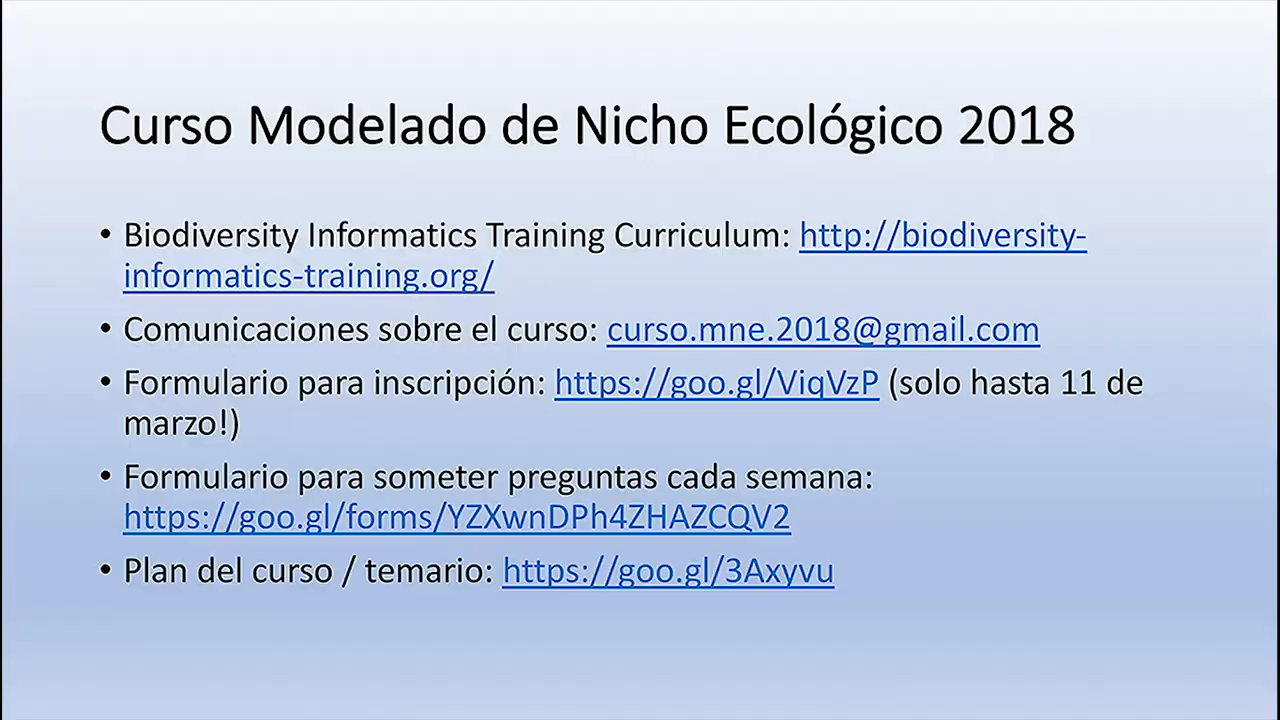 Curso Modelado de Nicho Ecológico 2018
• Biodiversity Informatics Training Curriculum: http://biodiversity-
informatics-training.org/
• Comunicaciones sobre el curso: curso.mne.2018@gmail.com
• Formulario para inscripción: https://goo.gl/ViqVzP (solo hasta 11 de
marzo!)
• Formulario para someter preguntas cada semana:
https://goo.gl/forms/YZXwnDPh4ZHAZCQV2
• Plan del curso / temario: https://goo.gl/3Axyvu